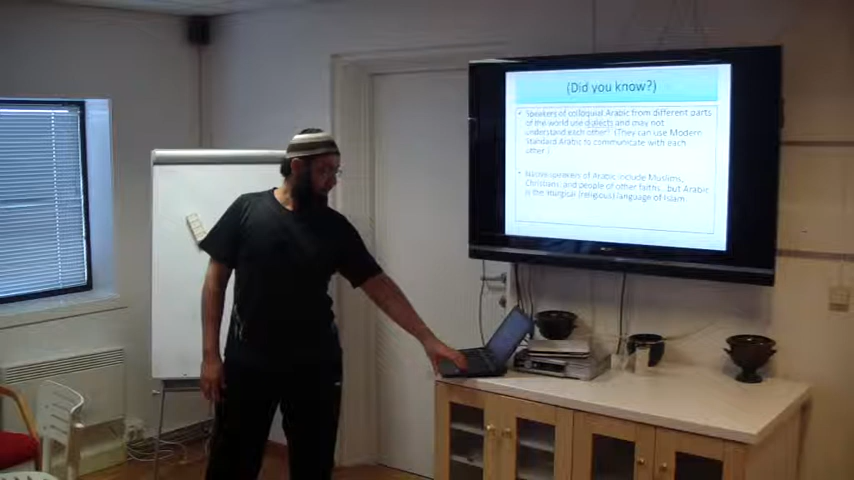 (Did you know?)
Speakers of colloquial Arabic from different parts
of the world use dialects and may not
understand each other! (They can use Modern
Standard Arabic to communicate with each
other.)
Native speakers of Arabic include Muslims,
Christians, and people of other faiths...but Arabic
is the liturgical (religious) language of Islam.